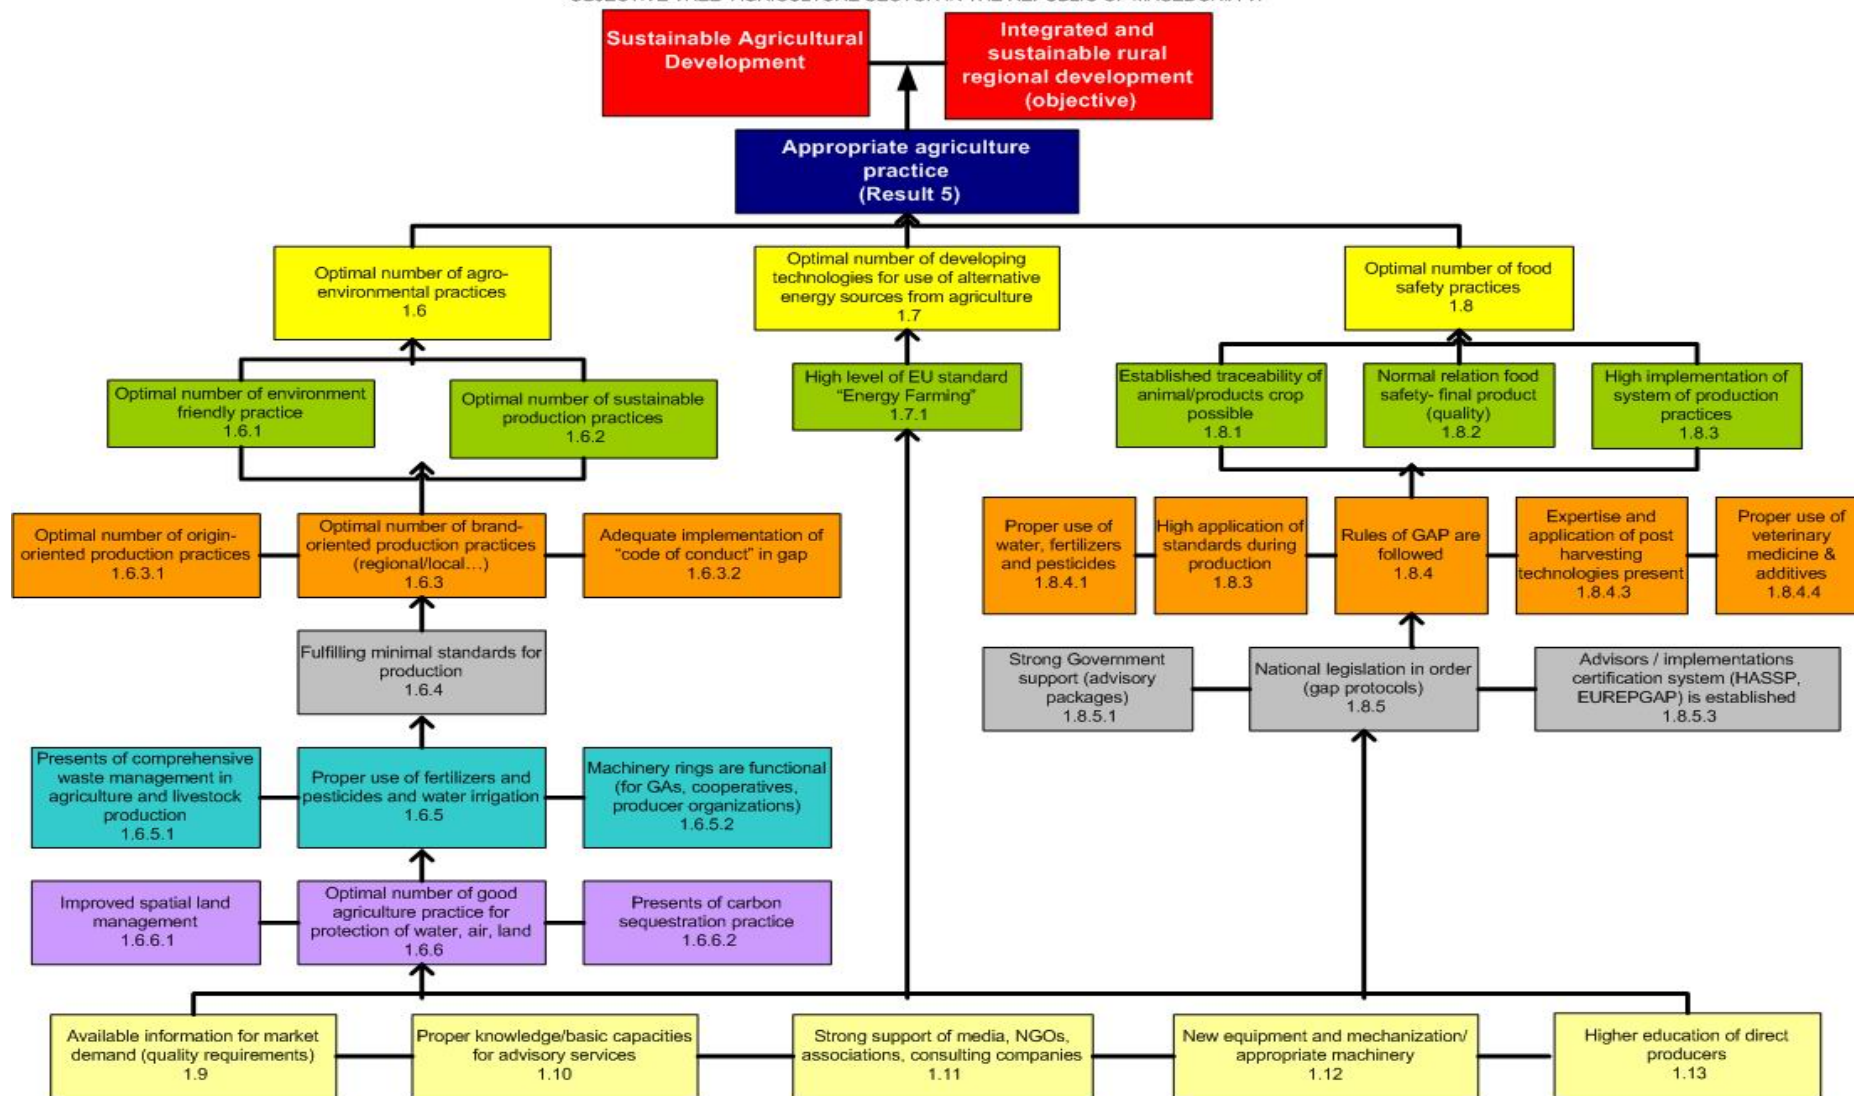 Sustainable Agricultural
Development
Integrated and
sustainable rural
regional development
(objective)
Appropriate agriculture
practice
(Result 5)
Optimal number of agro-
environmental practices
1.6
Optimal number of developing
technologies for use of alternative
energy sources from agriculture
1.7
Optimal number of food
safety practices
1.8
Optimal number of environment
friendly practice
1.6.1
Optimal number of sustainable
production practices
1.6.2
High level of EU standard
“Energy Farming”
1.7.1
Established traceability of
animal/products crop
possible
1.8.1
Normal relation food
safety- final product
(quality)
1.8.2
High implementation of
system of production
practices
1.8.3
Optimal number of origin-
oriented production practices
1.6.3.1
Optimal number of brand-
oriented production practices
(regional/local...)
1.6.3
Adequate implementation of
“code of conduct” in gap
1.6.3.2
Proper use of
water, fertilizers
and pesticides
1.8.4.1
High application of
standards during
production
1.8.3
Rules of GAP are
followed
1.8.4
Expertise and
application of post
harvesting
technologies present
1.8.4.3
Proper use of
veterinary
medicine &
additives
1.8.4.4
Fulfilling minimal standards for
production
1.6.4
Strong Government
support (advisory
packages)
1.8.5.1
National legislation in order
(gap protocols)
1.8.5
Advisors / implementations
certification system (HASSP,
EUREPGAP) is established
1.8.5.3
Presents of comprehensive
waste management in
agriculture and livestock
production
1.6.5.1
Proper use of fertilizers and
pesticides and water irrigation
1.6.5
Machinery rings are functional
(for GAs, cooperatives,
producer organizations)
1.6.5.2
Improved spatial land
management
1.6.6.1
Optimal number of good
agriculture practice for
protection of water, air, land
1.6.6
Presents of carbon
sequestration practice
1.6.6.2
Available information for market
demand (quality requirements)
1.9
Proper knowledge/basic capacities
for advisory services
1.10
Strong support of media, NGOs,
associations, consulting companies
1.11
New equipment and mechanization/
appropriate machinery
1.12
Higher education of direct
producers
1.13